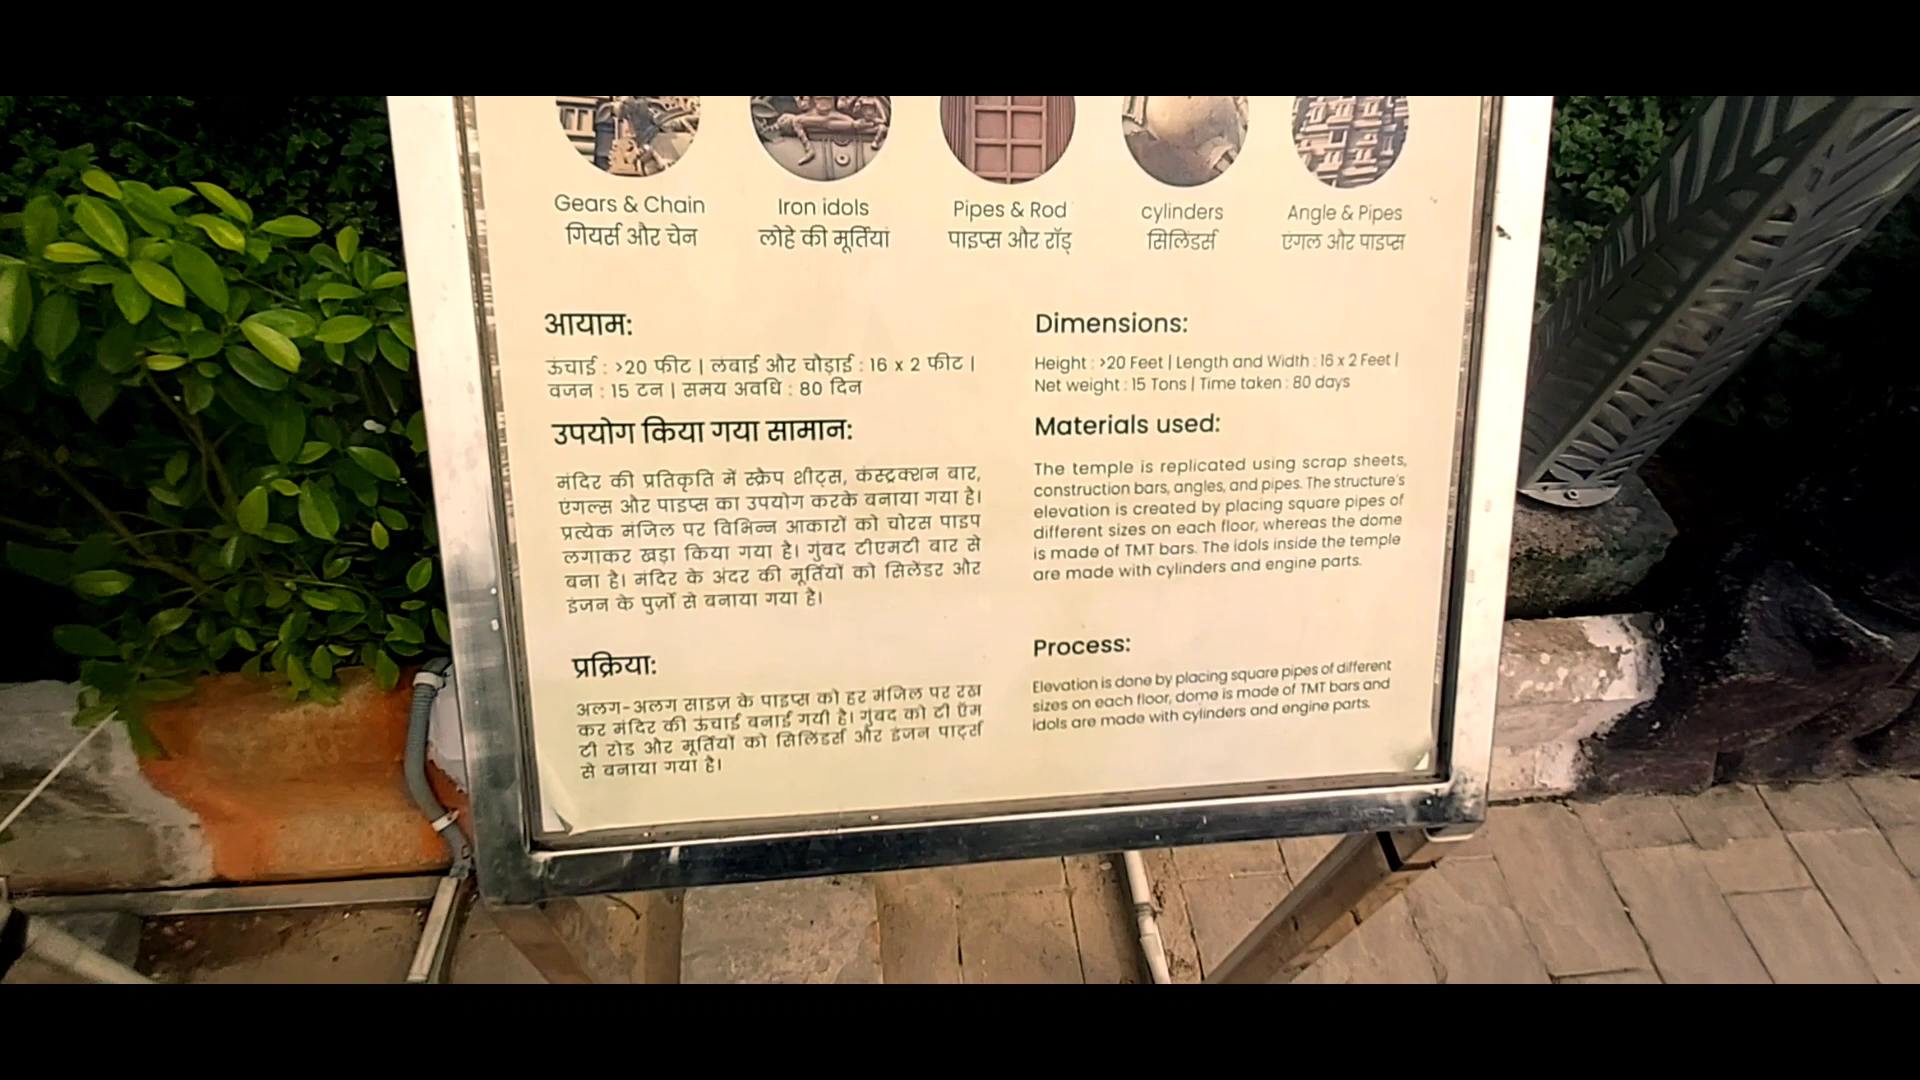 Gears & Chain
गियर्स और चेन
Iron idols
लोहे की मूर्तियां
Pipes & Rod
पाइप्स और रॉड्
cylinders
सिलिंडर्स
Angle & Pipes
एंगल और पाइप्स
आयाम:
ऊंचाई : >20 फीट | लंबाई और चौड़ाई : 16 x 2 फीट |
वजन : 15 टन | समय अवधि : 80 दिन
उपयोग किया गया सामान:
मंदिर की प्रतिकृति में स्क्रैप शीट्स, कंस्ट्रक्शन बार,
एंगल्स और पाइप्स का उपयोग करके बनाया गया है।
प्रत्येक मंजिल पर विभिन्न आकारों को चोरस पाइप
लगाकर खड़ा किया गया है। गुंबद टीएमटी बार से
बना है। मंदिर के अंदर की मूर्तियों को सिलेंडर और
इंजन के पुर्ज़ो से बनाया गया है।
प्रक्रिया:
अलग-अलग साइज़ के पाइप्स को हर मंजिल पर रख
कर मंदिर की ऊंचाई बनाई गयी है। गुंबद को टी ऍम
टी रोड और मूर्तियों को सिलिंडर्स और इंजन पार्ट्स
से बनाया गया है।
Dimensions:
Height : >20 Feet | Length and Width : 16 x 2 Feet |
Net weight : 15 Tons | Time taken : 80 days
Materials used:
The temple is replicated using scrap sheets,
construction bars, angles, and pipes. The structure's
elevation is created by placing square pipes of
different sizes on each floor, whereas the dome
is made of TMT bars. The idols inside the temple
are made with cylinders and engine parts.
Process:
Elevation is done by placing square pipes of different
sizes on each floor, dome is made of TMT bars and
idols are made with cylinders and engine parts.